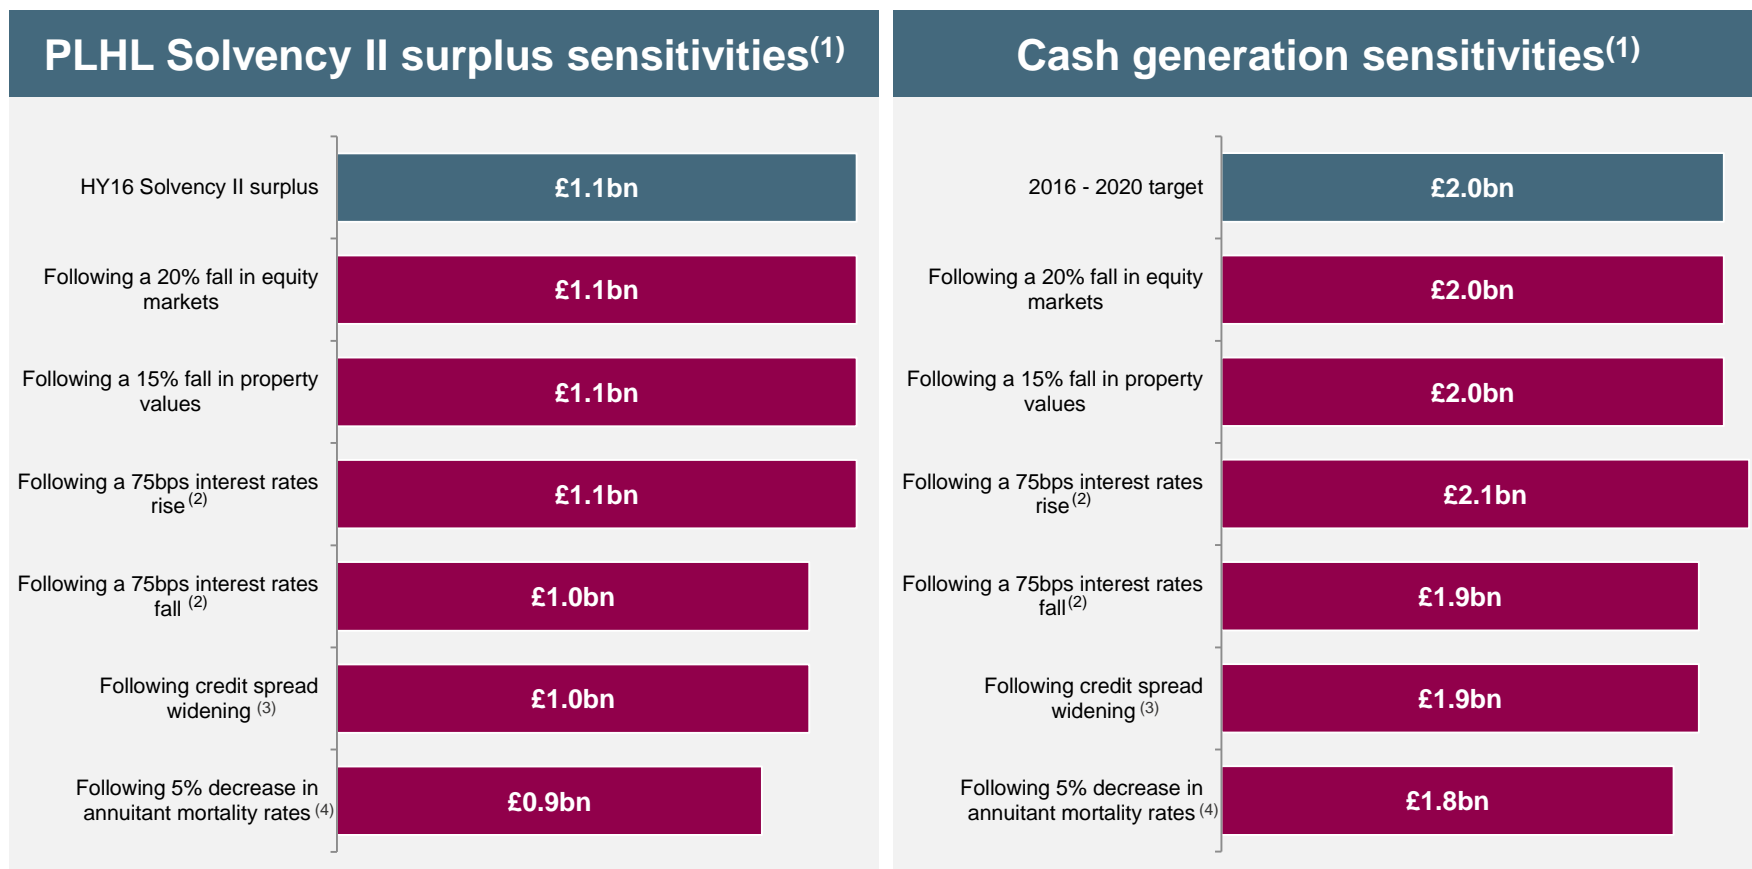 PLHL Solvency II surplus sensitivities(1)
HY16 Solvency II surplus
£1.1bn
Following a 20% fall in equity
markets
£1.1bn
Following a 15% fall in property
values
£1.1bn
Following a 75bps interest rates
rise (2)
£1.1bn
Following a 75bps interest rates
fall (2)
£1.0bn
Following credit spread
widening (3)
£1.0bn
Following 5% decrease in
annuitant mortality rates (4)
£0.9bn
Cash generation sensitivities(1)
2016 - 2020 target
£2.0bn
Following a 20% fall in equity
markets
£2.0bn
Following a 15% fall in property
values
£2.0bn
Following a 75bps interest rates
rise(2)
£2.1bn
Following a 75bps interest rates
fall(2)
£1.9bn
Following credit spread
widening (3)
£1.9bn
Following 5% decrease in
annuitant mortality rates (4)
£1.8bn